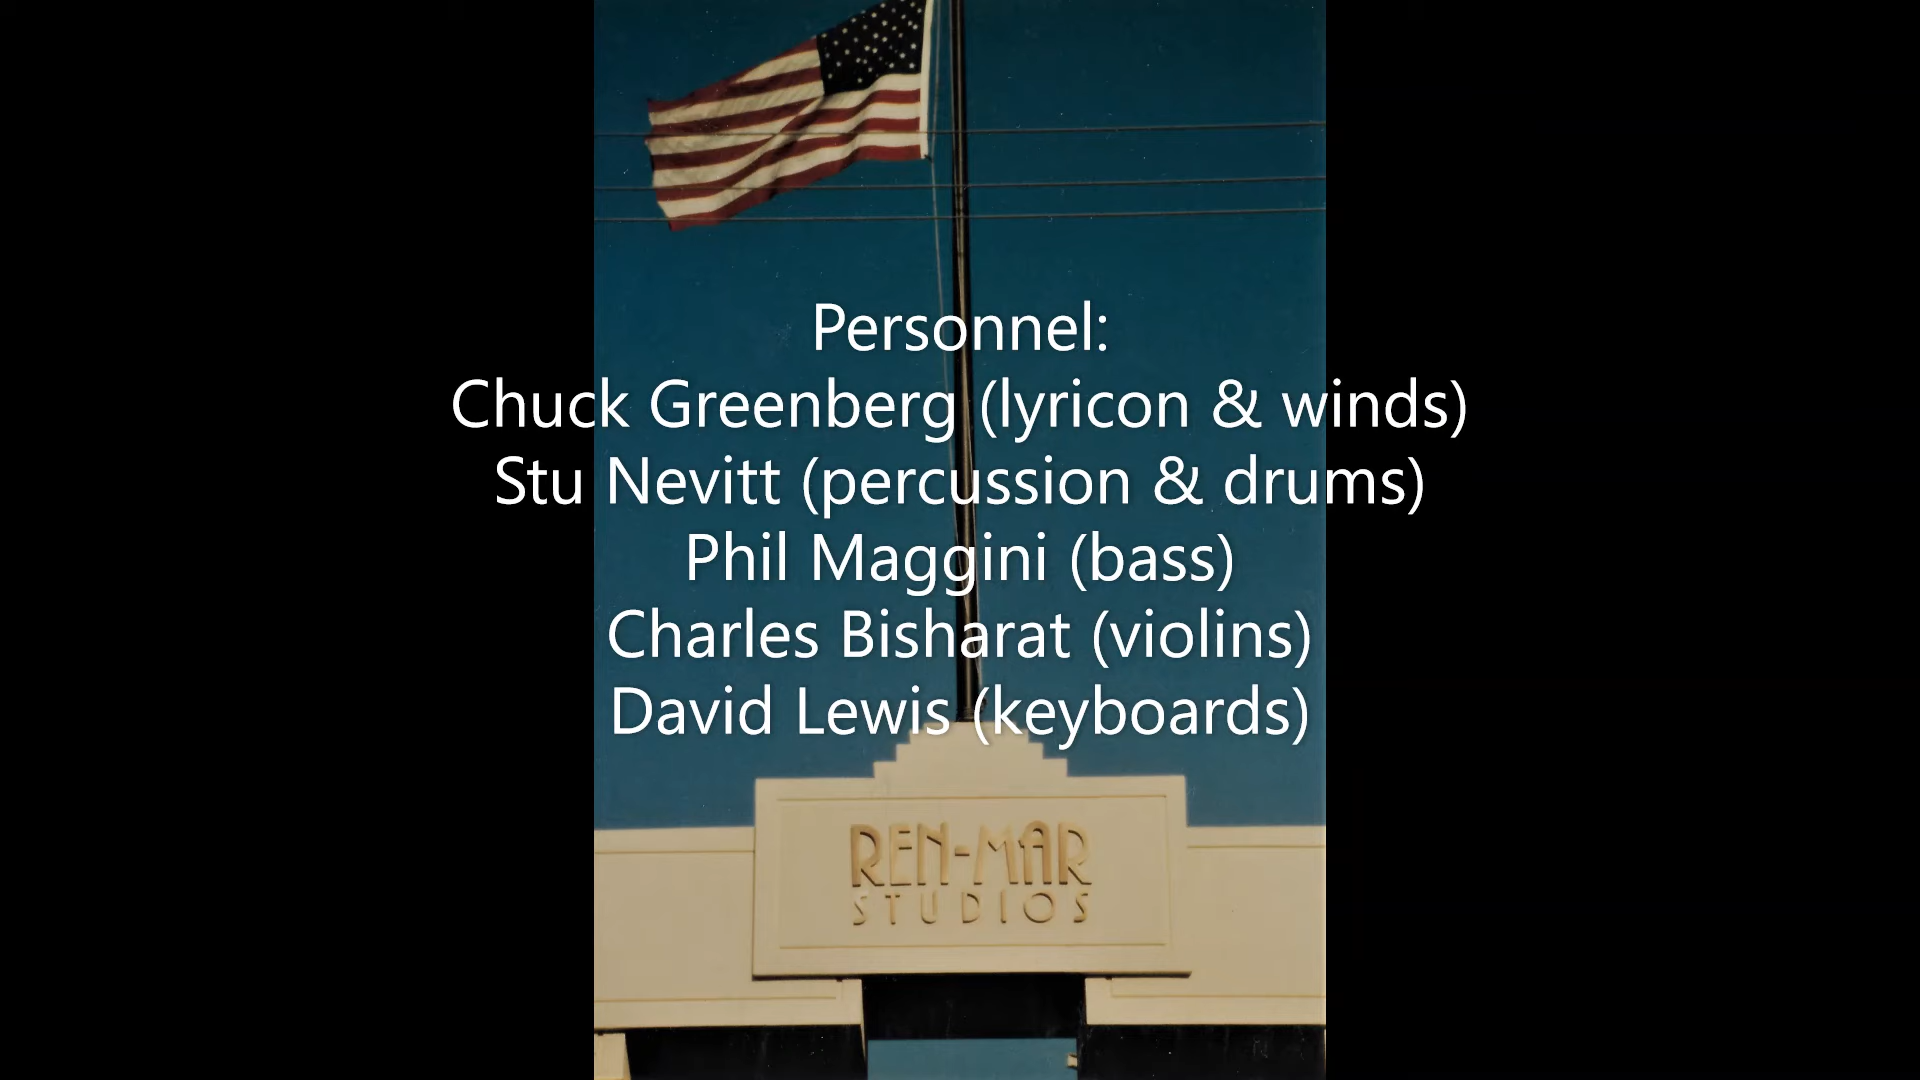 Personnel:
Chuck Greenberg (lyricon & winds)
Stu Nevitt (percussion & drums)
Phil Maggini (bass)
Charles Bisharat (violins)
David Lewis (keyboards)
REN-MAR
STUDIOS